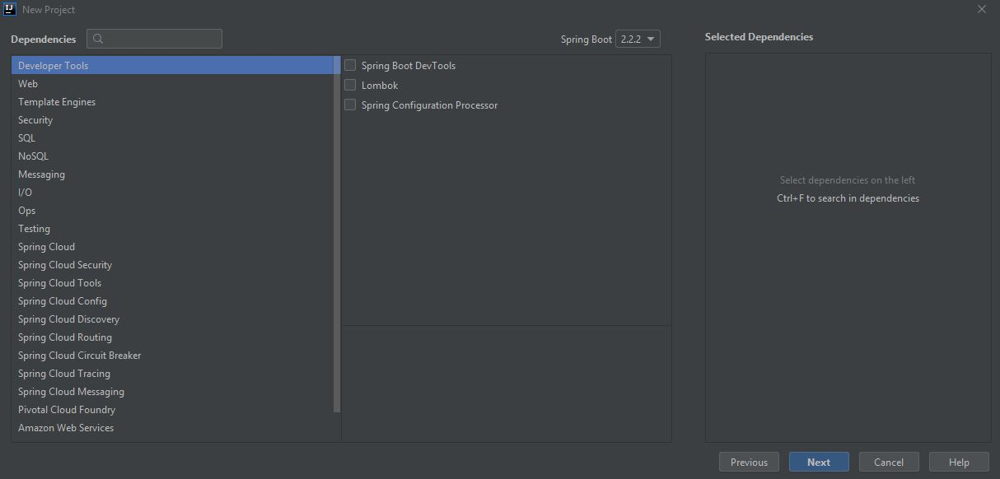 IJ New Project
Dependencies
Spring Boot 2.2.2
Selected Dependencies
Developer Tools
Web
Template Engines
Security
SQL
NoSQL
Messaging
I/O
Ops
Testing
Spring Cloud
Spring Cloud Security
Spring Cloud Tools
Spring Cloud Config
Spring Cloud Discovery
Spring Cloud Routing
Spring Cloud Circuit Breaker
Spring Cloud Tracing
Spring Cloud Messaging
Pivotal Cloud Foundry
Amazon Web Services
Spring Boot DevTools
Lombok
Spring Configuration Processor
Select dependencies on the left
Ctrl+F to search in dependencies
Previous Next Cancel Help